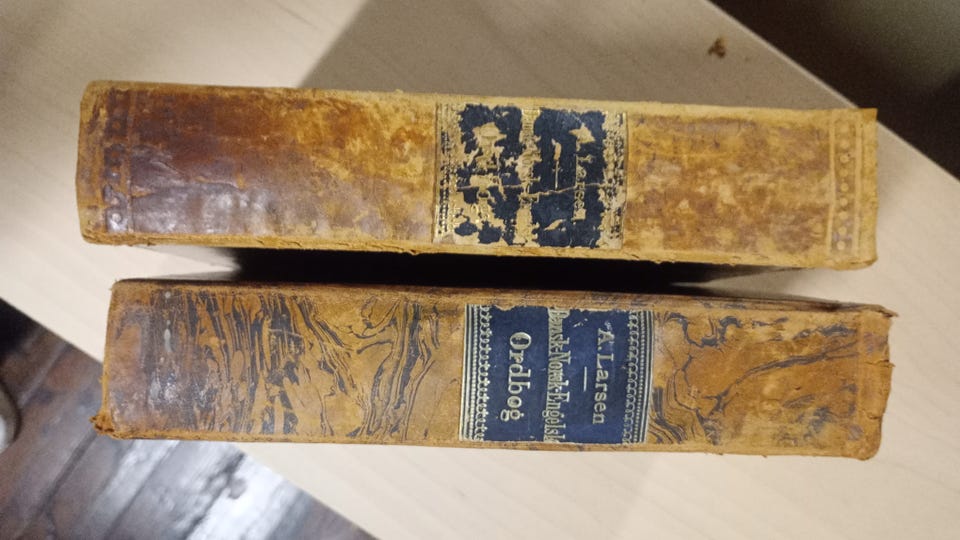 A. Larsen
A. Larsen
Dansk-Norsk-Engelsk
Ordbog